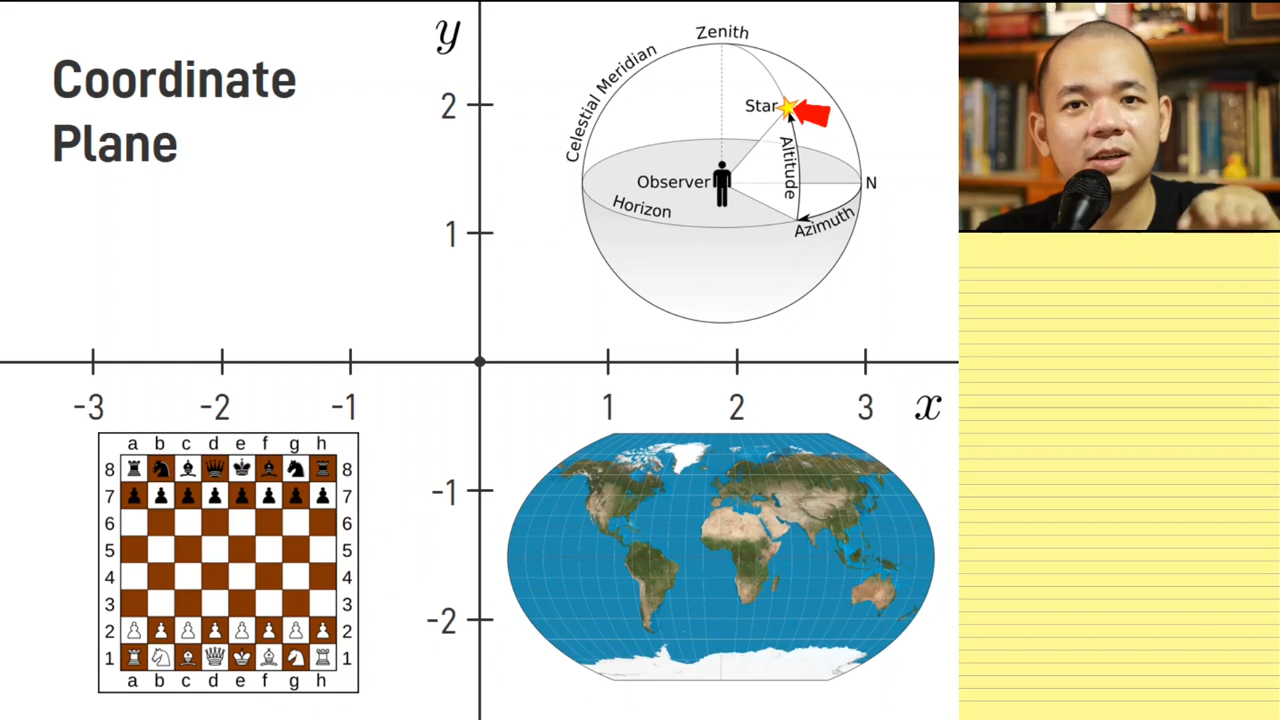 Coordinate
Plane
y
2
1
-1
-2
-3 -2 -1 1 2 3 x
Zenith
Celestial Meridian
Star
Altitude
Observer
N
Horizon
Azimuth
a b c d e f g h
8 8
7 7
6 6
5 5
4 4
3 3
2 2
1 1
a b c d e f g h